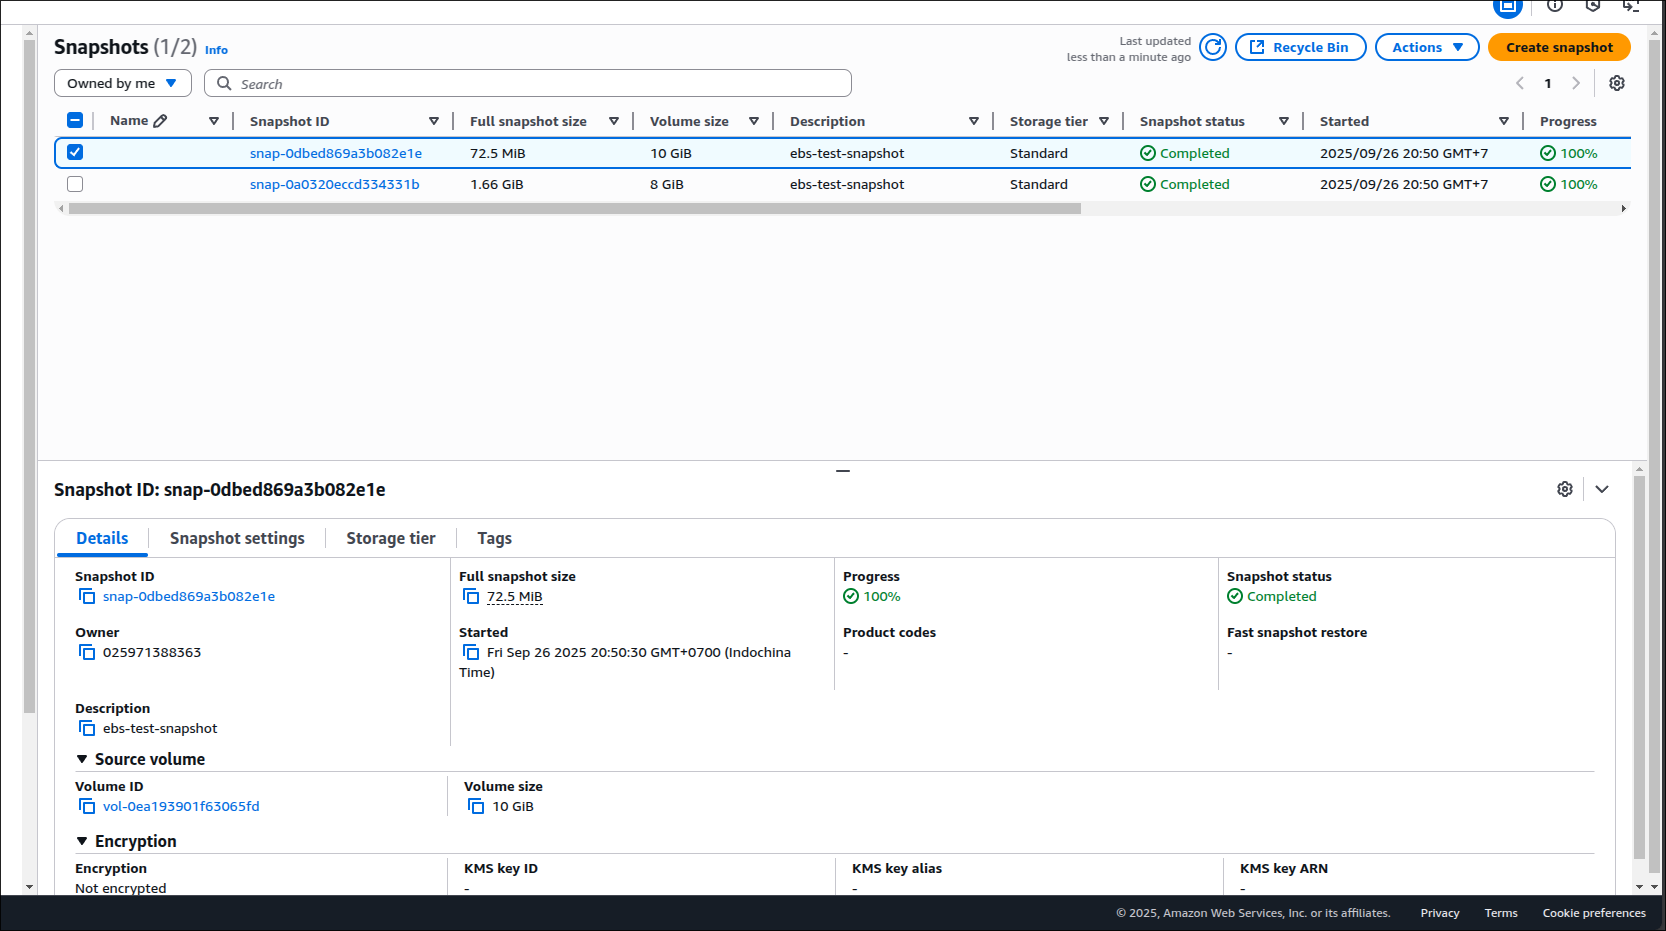 Snapshots (1/2) Info
Last updated
less than a minute ago
Recycle Bin
Actions
Create snapshot
Owned by me
Search
1
Name Snapshot ID Full snapshot size Volume size Description Storage tier Snapshot status Started Progress
snap-0dbed869a3b082e1e 72.5 MiB 10 GiB ebs-test-snapshot Standard Completed 2025/09/26 20:50 GMT+7 100%
snap-0a0320eccd334331b 1.66 GiB 8 GiB ebs-test-snapshot Standard Completed 2025/09/26 20:50 GMT+7 100%
Snapshot ID: snap-0dbed869a3b082e1e
Details Snapshot settings Storage tier Tags
Snapshot ID Full snapshot size Progress Snapshot status
snap-0dbed869a3b082e1e 72.5 MiB 100% Completed
Owner Started Product codes Fast snapshot restore
025971388363 Fri Sep 26 2025 20:50:30 GMT+0700 (Indochina - -
Time)
Description
ebs-test-snapshot
Source volume
Volume ID Volume size
vol-0ea193901f63065fd 10 GiB
Encryption
Encryption KMS key ID KMS key alias KMS key ARN
Not encrypted - - -
© 2025, Amazon Web Services, Inc. or its affiliates. Privacy Terms Cookie preferences